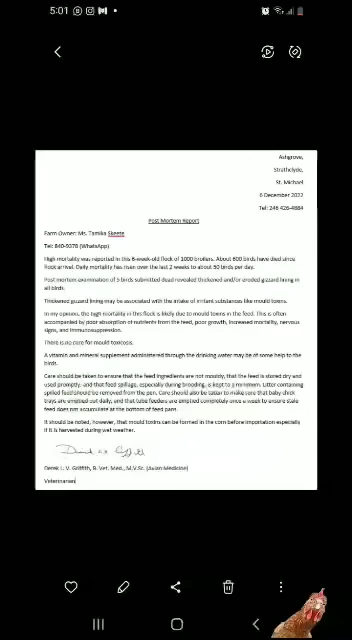 5:01
Ashgrove,
Strathclyde,
St. Michael
6 December 2022
Tel: 246 426-4884
Post Mortem Report
Farm Owner: Ms. Tamika Skeete
Tel: 840-9378 (WhatsApp)
High mortality was reported in this 6-week-old flock of 1000 broilers. About 600 birds have died since
flock arrival. Daily mortality has risen over the last 2 weeks to about 50 birds per day.
Post mortem examination of 5 birds submitted dead revealed thickened and/or eroded gizzard lining in
all birds.
Thickened gizzard lining may be associated with the intake of irritant substances like mould toxins.
In my opinion, the high mortality in this flock is likely due to mould toxins in the feed. This is often
accompanied by poor absorption of nutrients from the feed, poor growth, increased mortality, nervous
signs, and immunosuppression.
There is no cure for mould toxicosis.
A vitamin and mineral supplement administered through the drinking water may be of some help to the
birds.
Care should be taken to ensure that the feed ingredients are not mouldy, that the feed is stored dry and
used promptly, and that feed spillage, especially during brooding, is kept to a minimum. Litter containing
spilled feed should be removed from the pen. Care should also be taken to make sure that baby chick
trays are emptied out daily, and that tube feeders are emptied completely once a week to ensure stale
feed does not accumulate at the bottom of feed pans.
It should be noted, however, that mould toxins can be formed in the corn before importation especially
if it is harvested during wet weather.
Derek L. V. Griffith, B. Vet. Med., M.V.Sc. (Avian Medicine)
Veterinarian